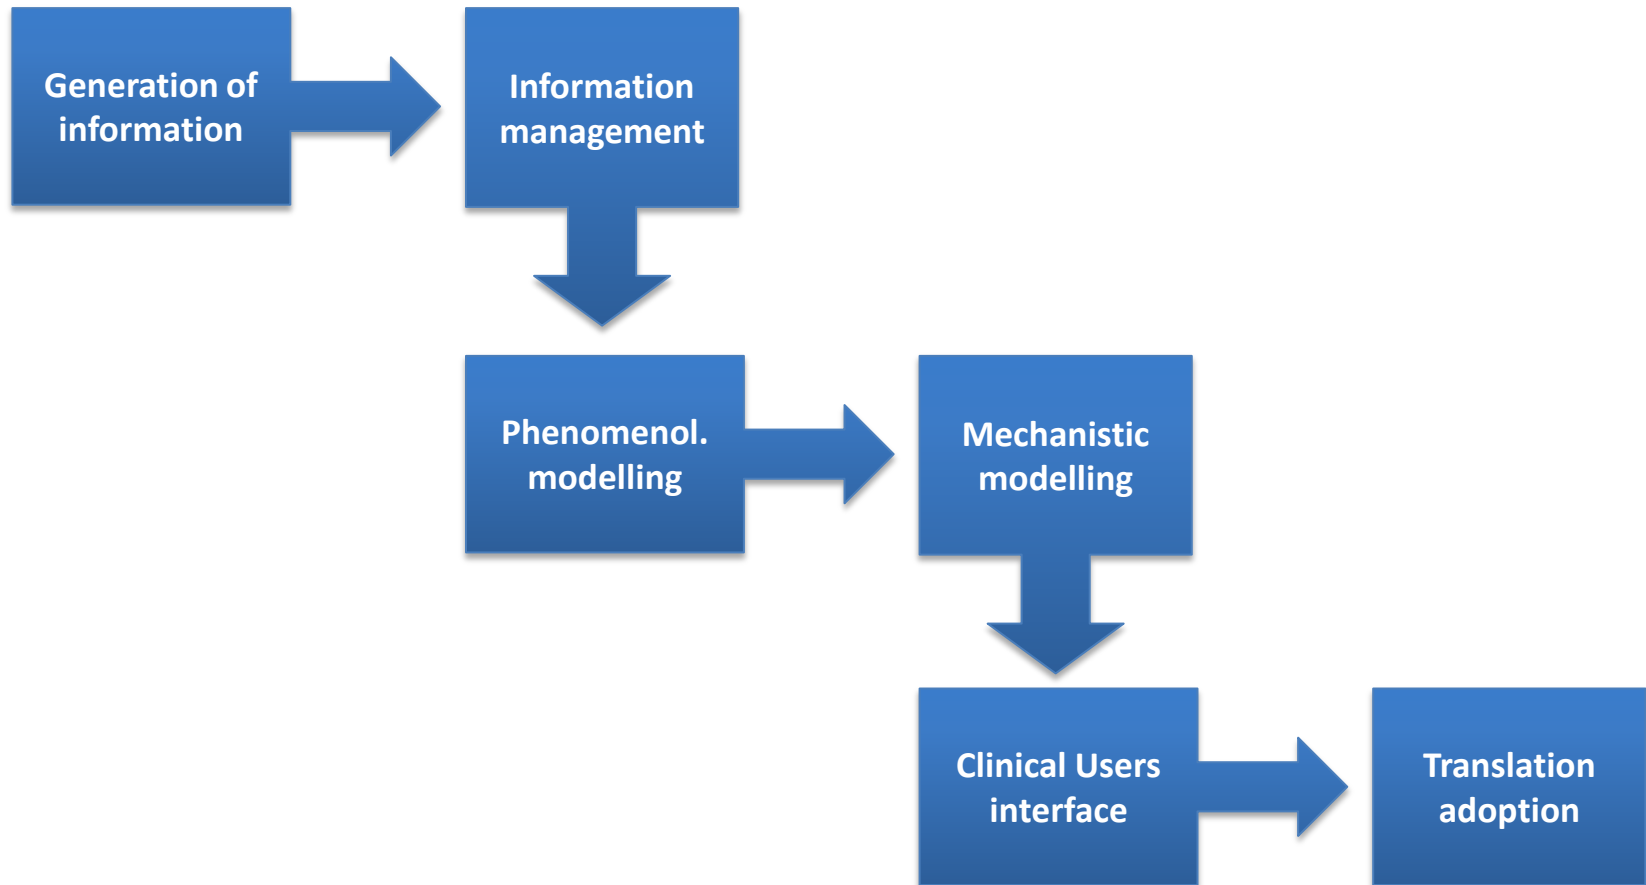 Generation of
information
Information
management
Phenomenol.
modelling
Mechanistic
modelling
Clinical Users
interface
Translation
adoption